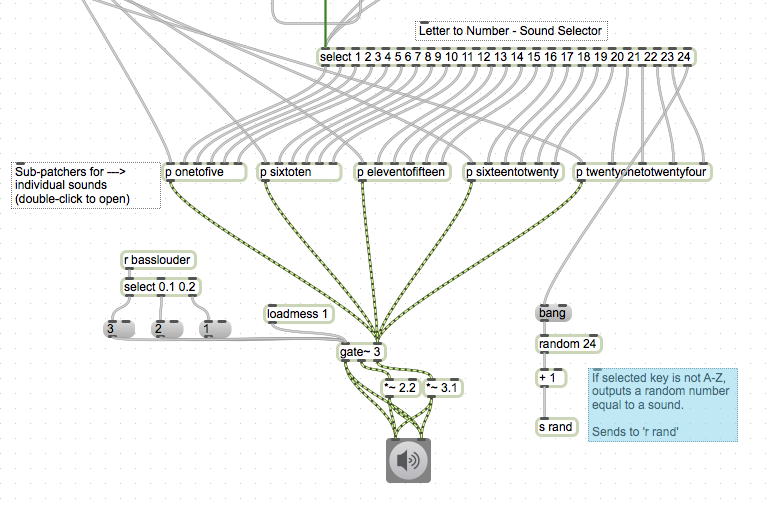 Letter to Number - Sound Selector
select 1 2 3 4 5 6 7 8 9 10 11 12 13 14 15 16 17 18 19 20 21 22 23 24
Sub-patchers for --->
individual sounds
(double-click to open)
p onetofive
p sixtoten
p eleventofifteen
p sixteentotwenty
p twentyonetotwentyfour
r basslouder
select 0.1 0.2
3
2
1
loadmess 1
gate~ 3
*~ 2.2
*~ 3.1
bang
random 24
+ 1
s rand
If selected key is not A-Z,
outputs a random number
equal to a sound.
Sends to 'r rand'